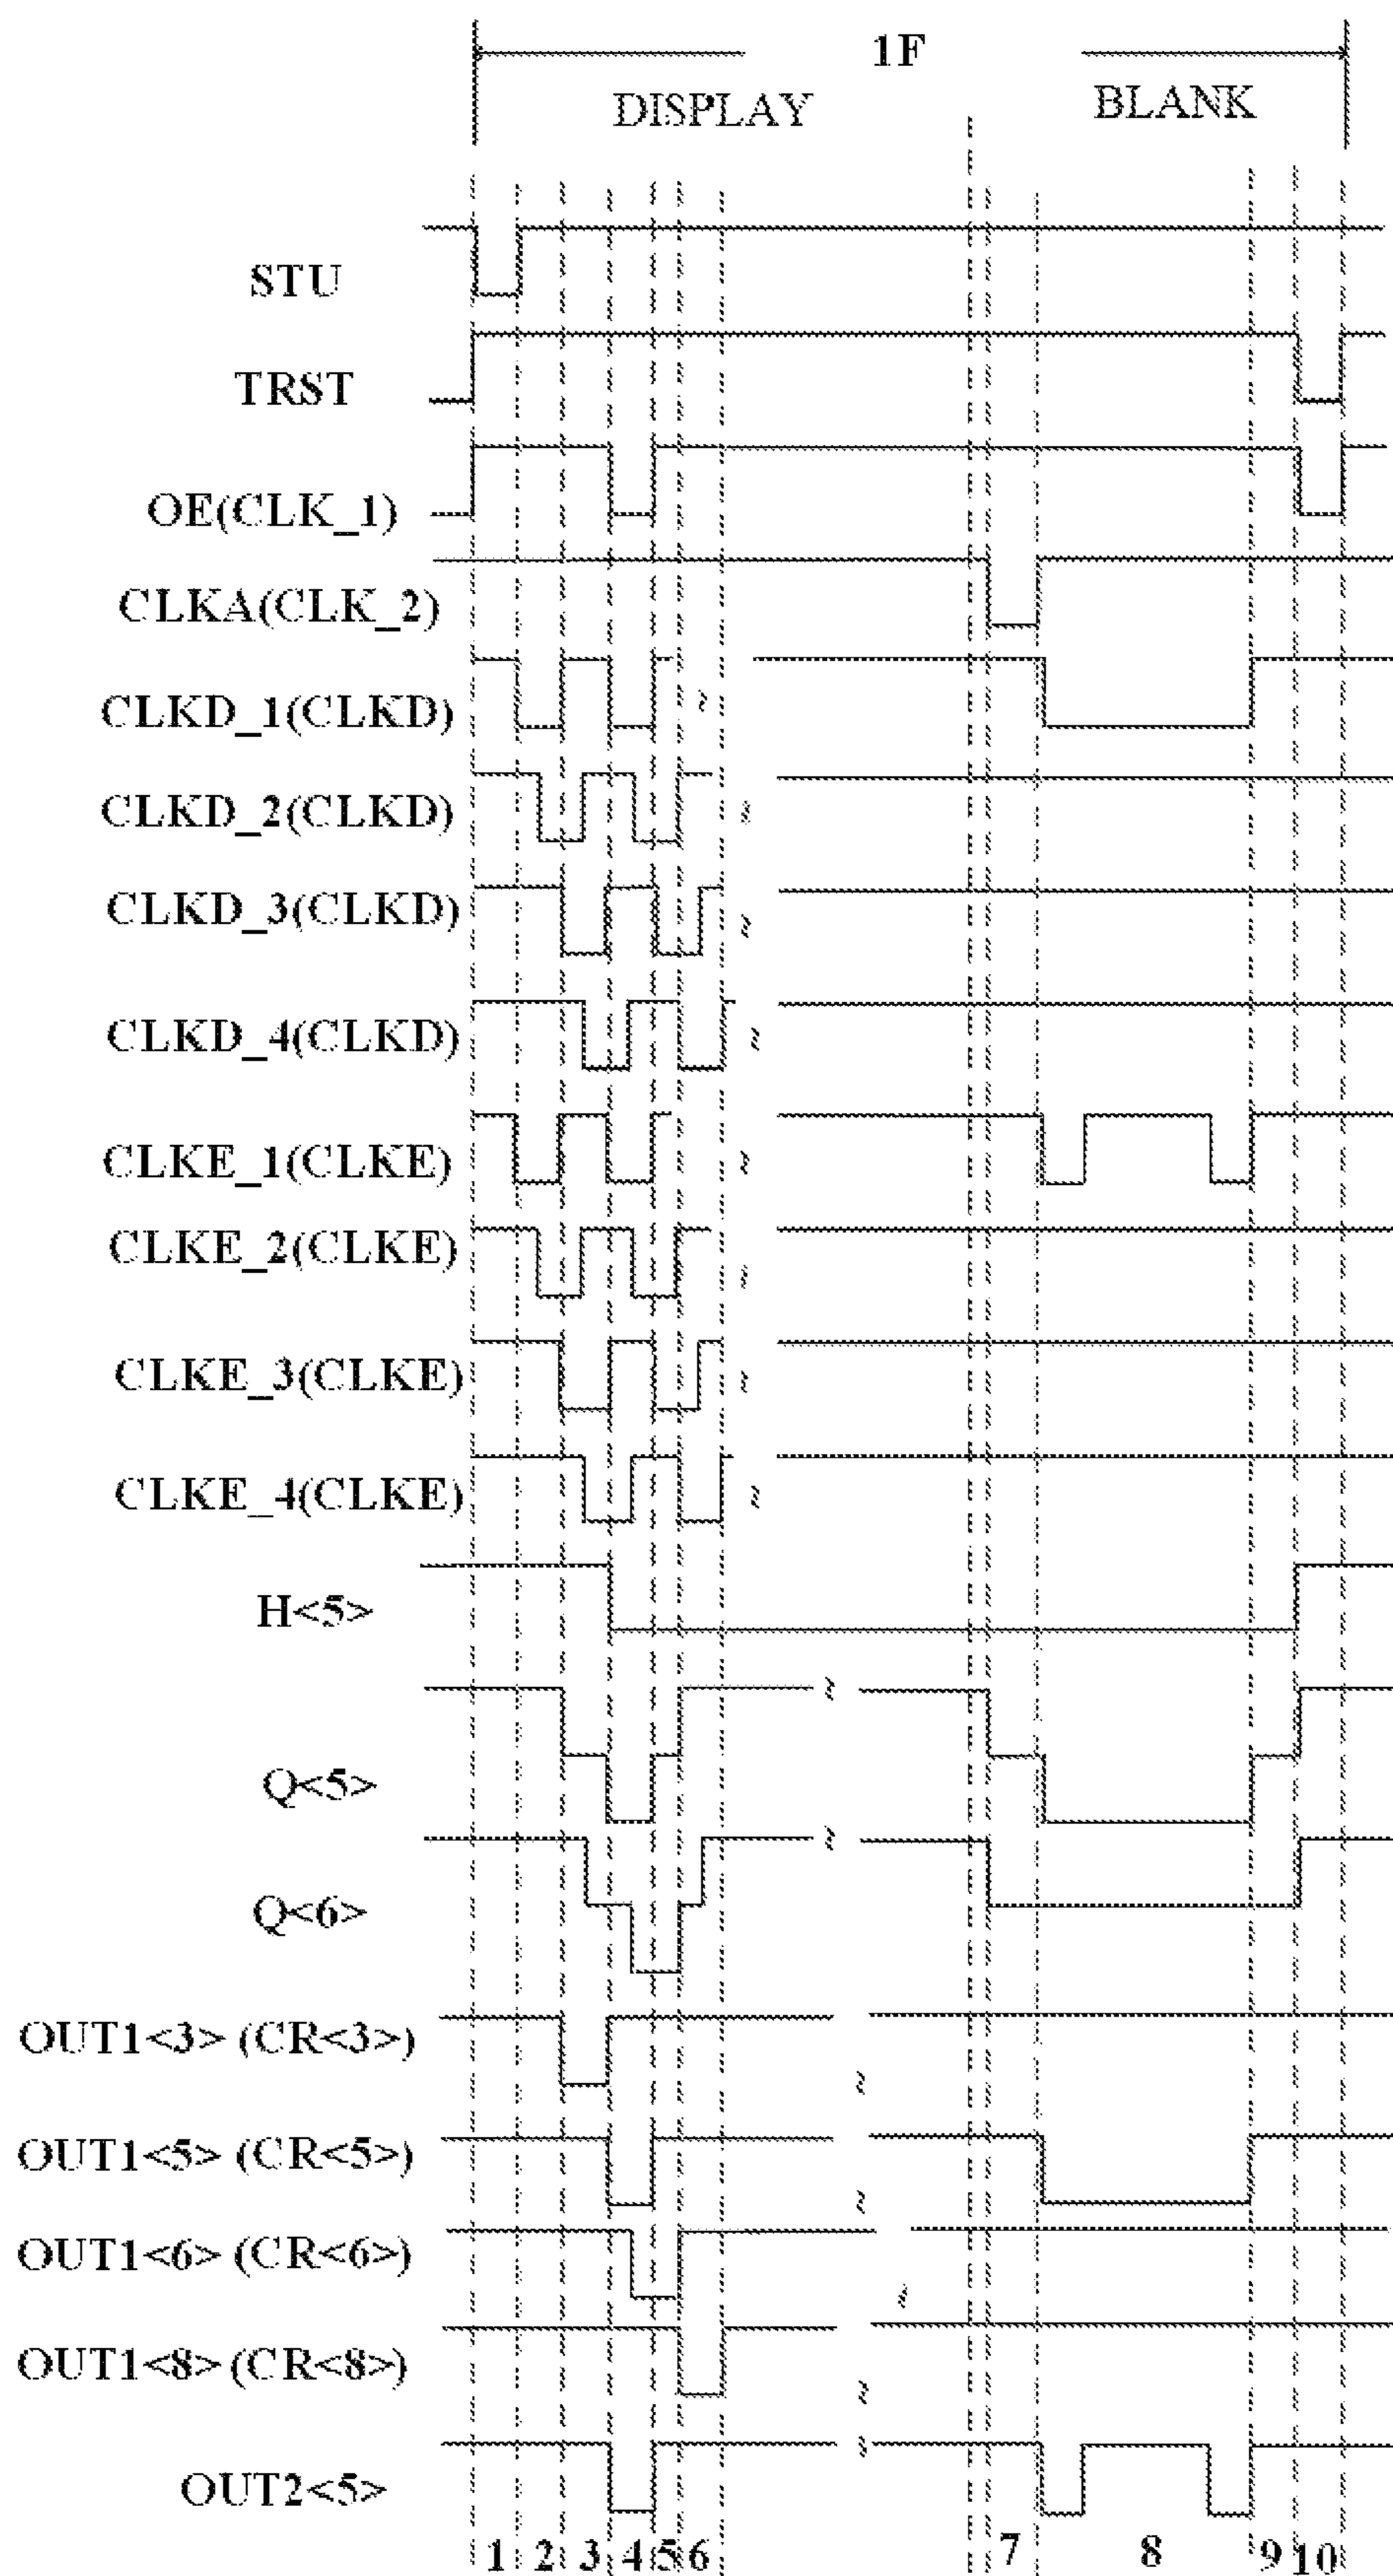 1F
DISPLAY BLANK
STU
TRST
OE(CLK_1)
CLKA(CLK_2)
CLKD_1(CLKD)
CLKD_2(CLKD)
CLKD_3(CLKD)
CLKD_4(CLKD)
CLKE_1(CLKE)
CLKE_2(CLKE)
CLKE_3(CLKE)
CLKE_4(CLKE)
H<5>
Q<5>
Q<6>
OUT1<3> (CR<3>)
OUT1<5> (CR<5>)
OUT1<6> (CR<6>)
OUT1<8> (CR<8>)
OUT2<5>
1 2 3 4 5 6 7 8 9 10